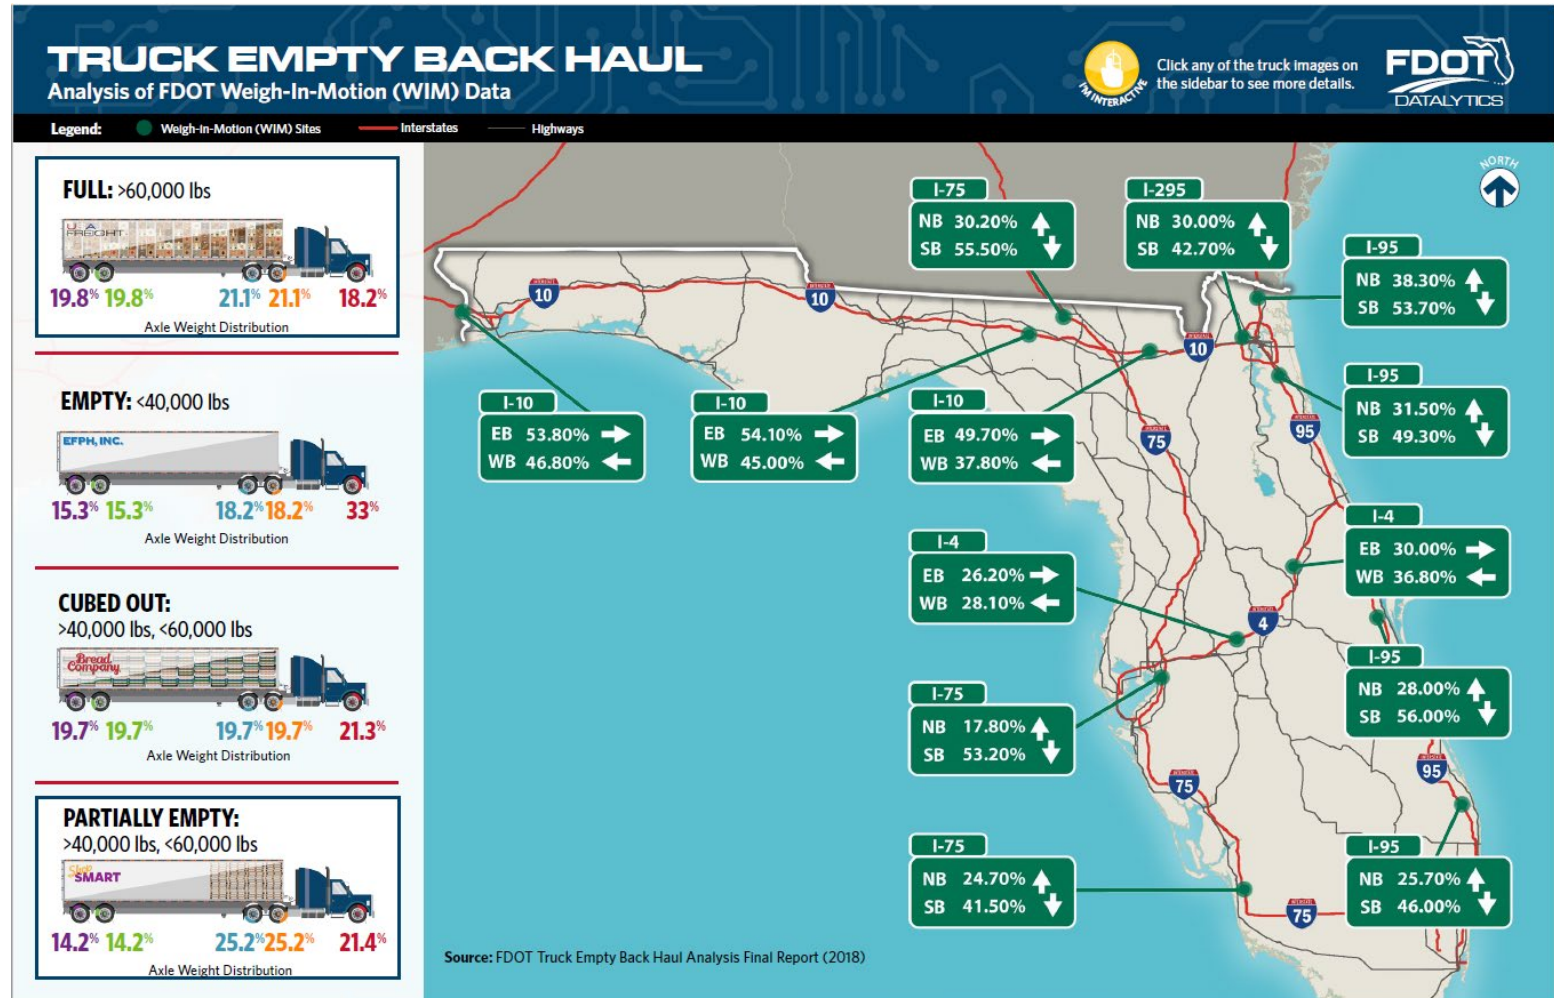 TRUCK EMPTY BACK HAUL
Analysis of FDOT Weigh-In-Motion (WIM) Data
I'M INTERACTIVE
Click any of the truck images on
the sidebar to see more details.
FDOT
DATALYTICS
Legend: Weigh-In-Motion (WIM) Sites Interstates Highways
FULL: >60,000 lbs
FREIGHT
19.8% 19.8% 21.1% 21.1% 18.2%
Axle Weight Distribution
EMPTY: <40,000 lbs
EFPH, INC.
15.3% 15.3% 18.2% 18.2% 33%
Axle Weight Distribution
CUBED OUT:
>40,000 lbs, <60,000 lbs
Bread
Company
19.7% 19.7% 19.7% 19.7% 21.3%
Axle Weight Distribution
PARTIALLY EMPTY:
>40,000 lbs, <60,000 lbs
SMART
14.2% 14.2% 25.2% 25.2% 21.4%
Axle Weight Distribution
NORTH
I-75
NB 30.20%
SB 55.50%
I-295
NB 30.00%
SB 42.70%
I-95
NB 38.30%
SB 53.70%
10
10
10
I-95
NB 31.50%
SB 49.30%
I-10
EB 53.80%
WB 46.80%
I-10
EB 54.10%
WB 45.00%
I-10
EB 49.70%
WB 37.80%
75
95
I-4
EB 30.00%
WB 36.80%
I-4
EB 26.20%
WB 28.10%
4
I-95
NB 28.00%
SB 56.00%
I-75
NB 17.80%
SB 53.20%
75
95
I-75
NB 24.70%
SB 41.50%
I-95
NB 25.70%
SB 46.00%
75
Source: FDOT Truck Empty Back Haul Analysis Final Report (2018)